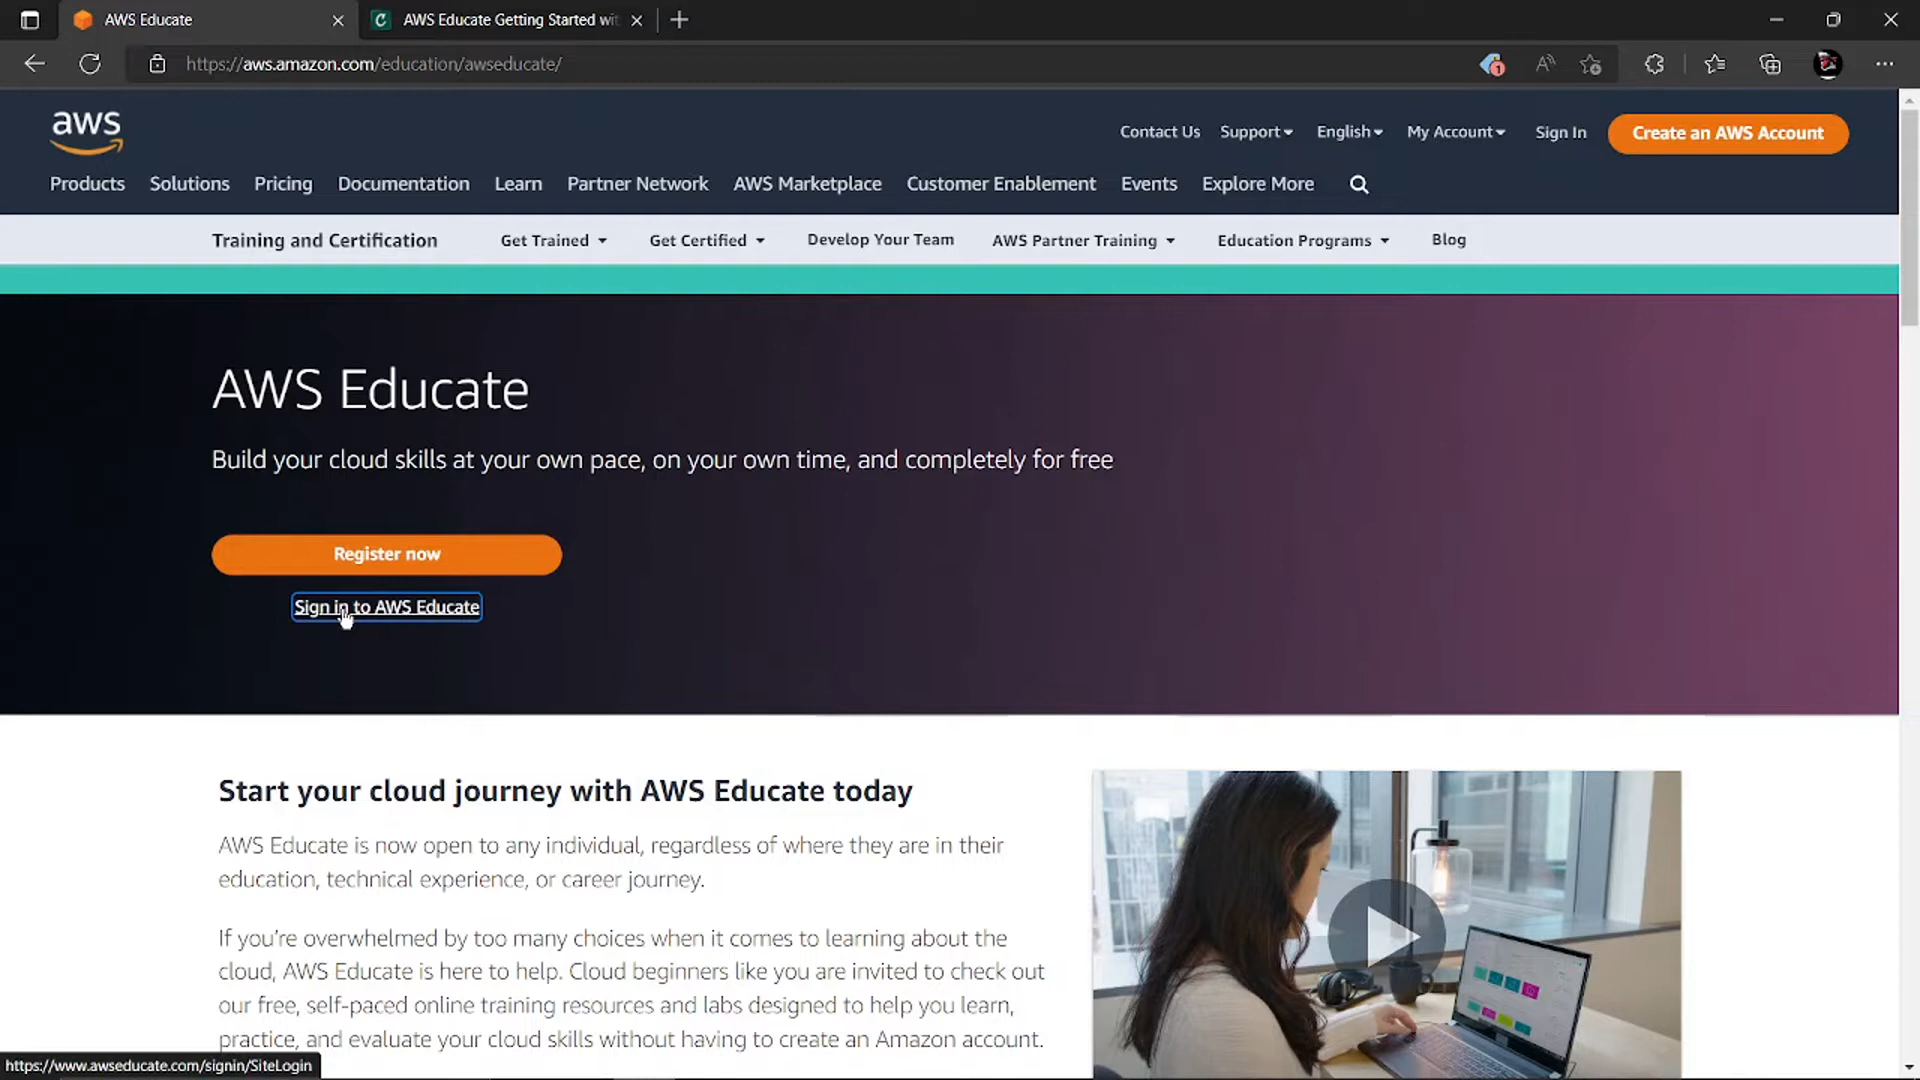 AWS Educate
AWS Educate Getting Started wit
https://aws.amazon.com/education/awseducate/
1
aws
Contact Us Support English My Account Sign In Create an AWS Account
Products Solutions Pricing Documentation Learn Partner Network AWS Marketplace Customer Enablement Events Explore More
Training and Certification Get Trained Get Certified Develop Your Team AWS Partner Training Education Programs Blog
AWS Educate
Build your cloud skills at your own pace, on your own time, and completely for free
Register now
Sign in to AWS Educate
Start your cloud journey with AWS Educate today
AWS Educate is now open to any individual, regardless of where they are in their
education, technical experience, or career journey.
If you're overwhelmed by too many choices when it comes to learning about the
cloud, AWS Educate is here to help. Cloud beginners like you are invited to check out
our free, self-paced online training resources and labs designed to help you learn,
practice, and evaluate your cloud skills without having to create an Amazon account.
https://www.awseducate.com/signin/SiteLogin